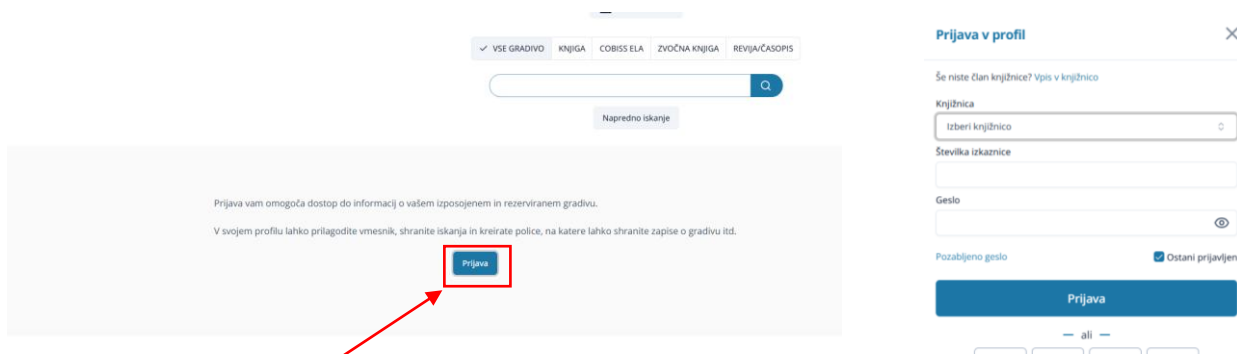 VSE GRADIVO KNJIGA COBISS ELA ZVOČNA KNJIGA REVIJA/ČASOPIS
Napredno iskanje
Prijava vam omogoča dostop do informacij o vašem izposojenem in rezerviranem gradivu.
V svojem profilu lahko prilagodite vmesnik, shranite iskanja in kreirate police, na katere lahko shranite zapise o gradivu itd.
Prijava
Prijava v profil
Še niste član knjižnice? Vpis v knjižnico
Knjižnica
Izberi knjižnico
Številka izkaznice
Geslo
Pozabljeno geslo Ostani prijavljen
Prijava
ali